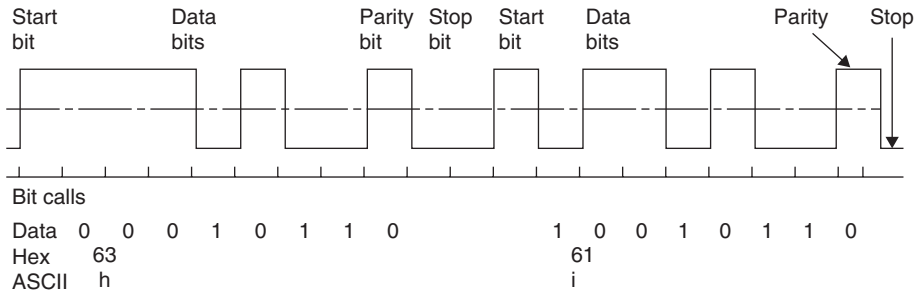 Start Data Parity Stop Start Data Parity Stop
bit bits bit bit bit bits
Bit calls
Data 0 0 0 1 0 1 1 0 1 0 0 1 0 1 1 0
Hex 63 61
ASCII h i